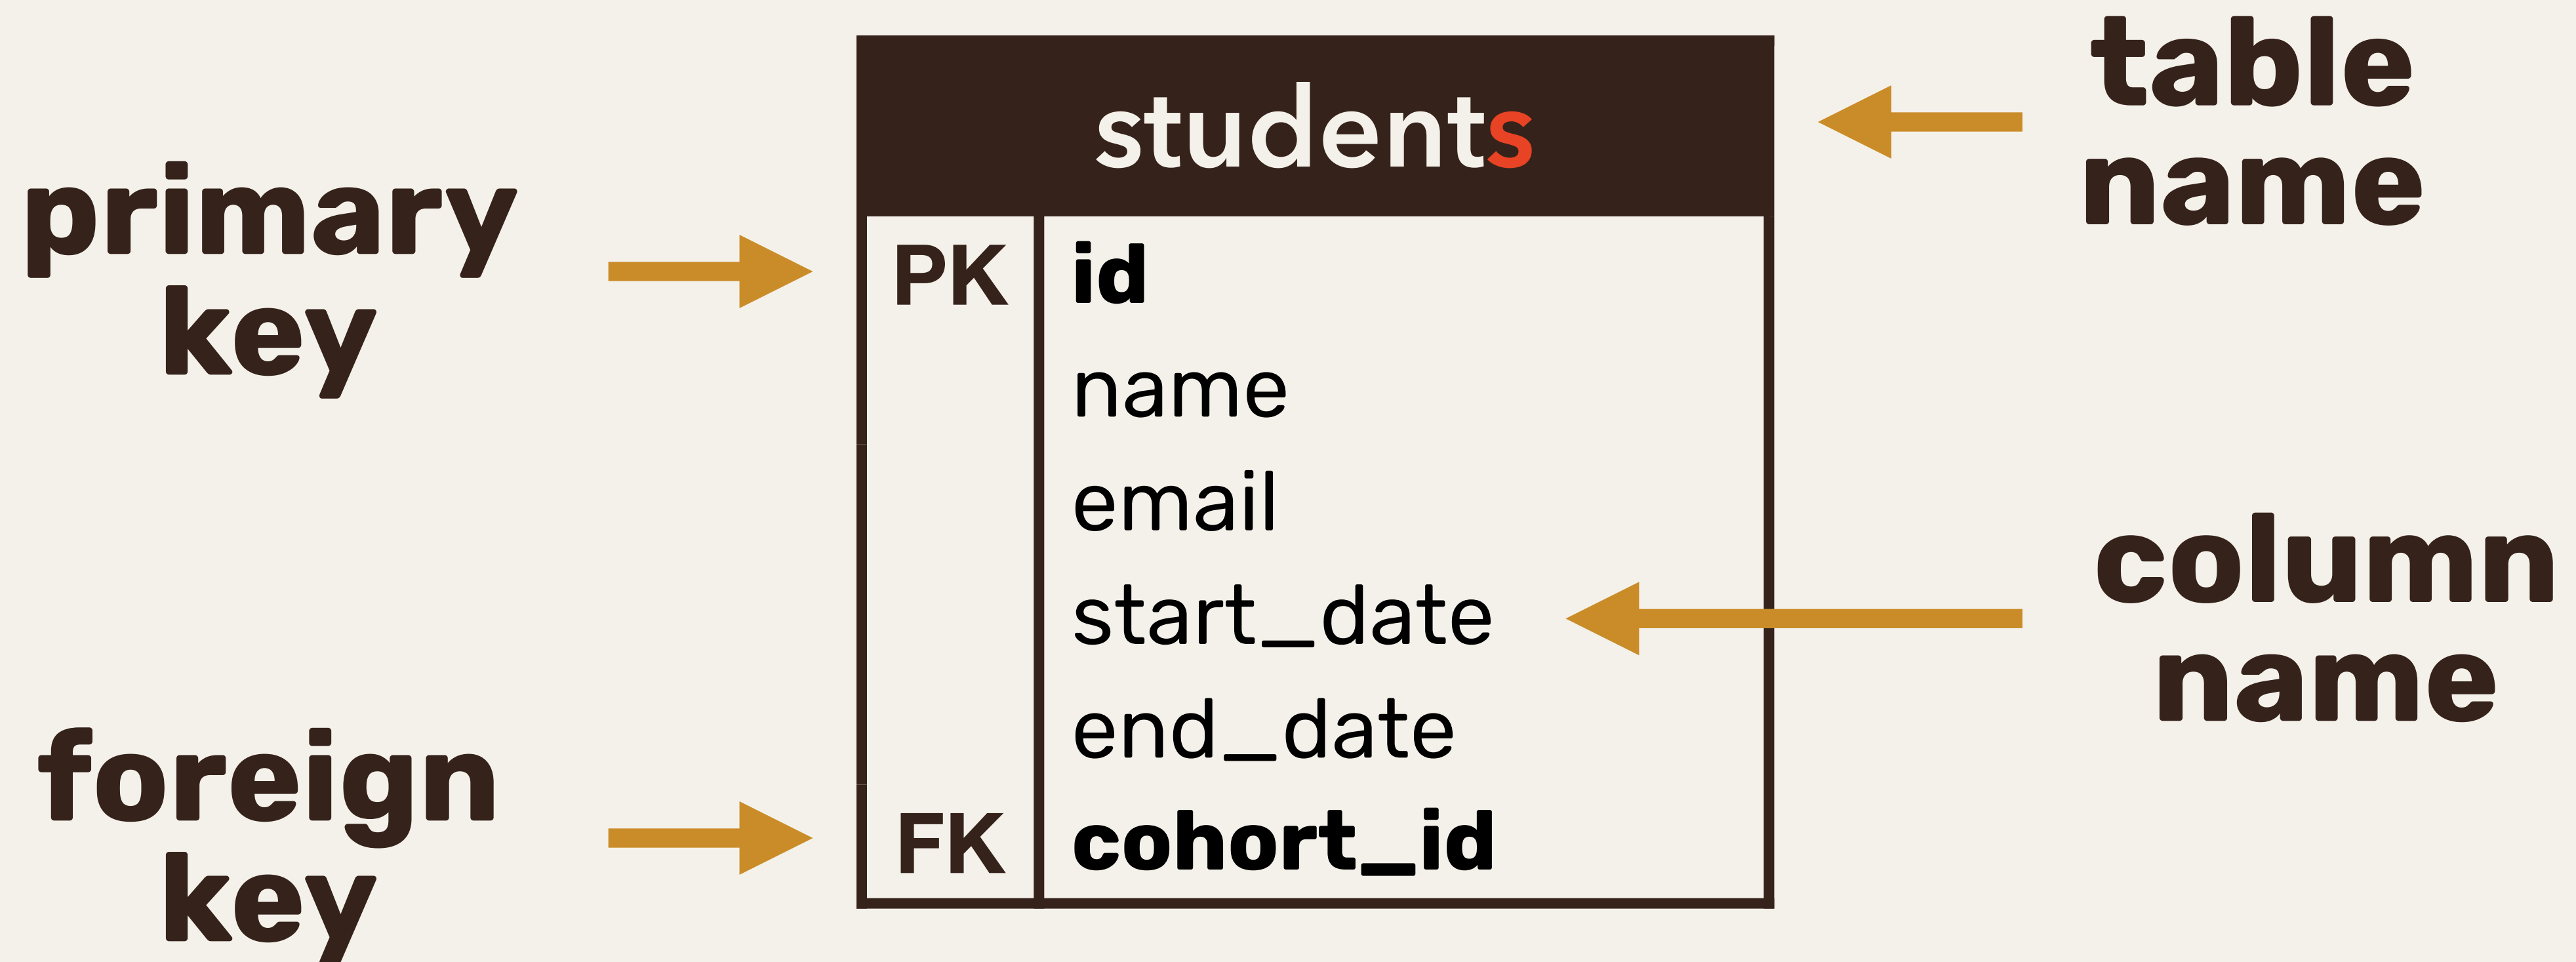 table
name
students
primary
key
PK id
name
email
start_date
column
name
end_date
foreign
key
FK cohort_id